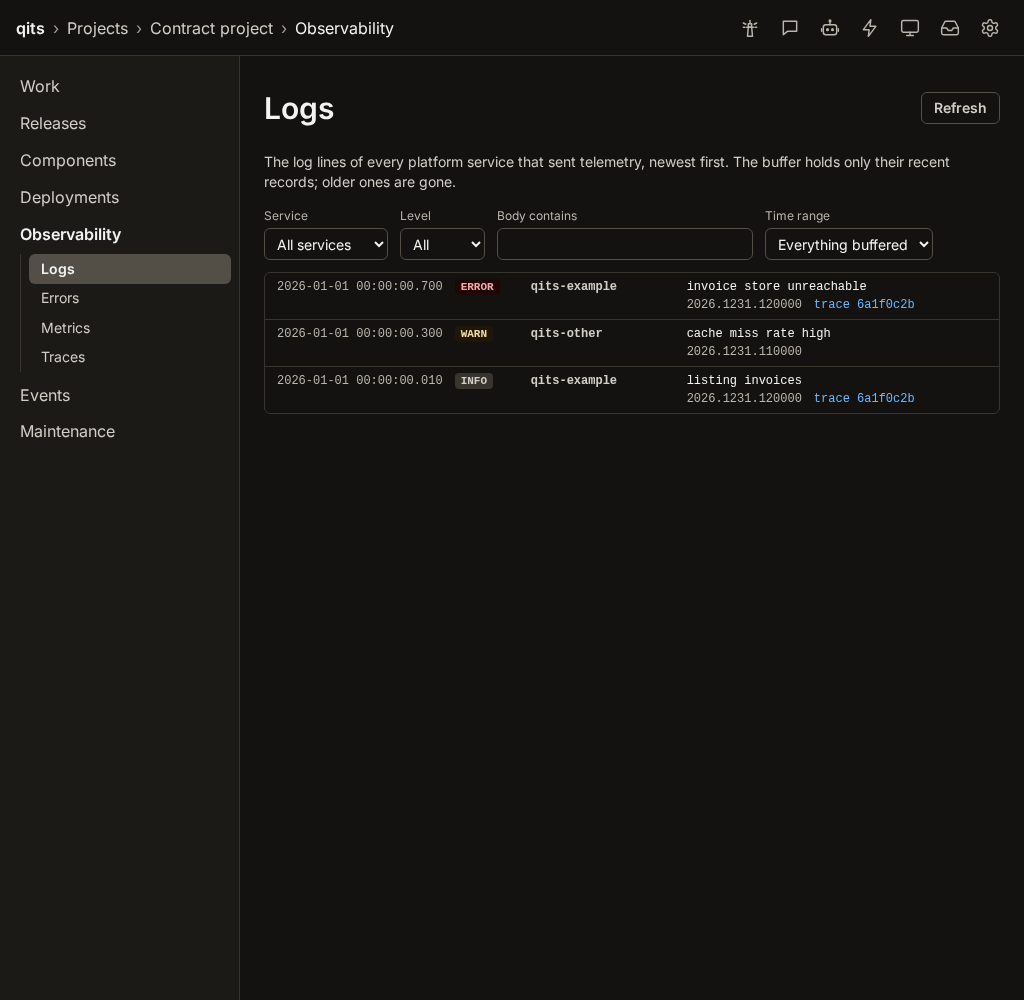 qits › Projects › Contract project › Observability
Work
Releases
Components
Deployments
Observability
Logs
Errors
Metrics
Traces
Events
Maintenance
Logs
Refresh
The log lines of every platform service that sent telemetry, newest first. The buffer holds only their recent
records; older ones are gone.
Service Level Body contains Time range
All services All Everything buffered
2026-01-01 00:00:00.700 ERROR qits-example invoice store unreachable
2026.1231.120000 trace 6a1f0c2b
2026-01-01 00:00:00.300 WARN qits-other cache miss rate high
2026.1231.110000
2026-01-01 00:00:00.010 INFO qits-example listing invoices
2026.1231.120000 trace 6a1f0c2b